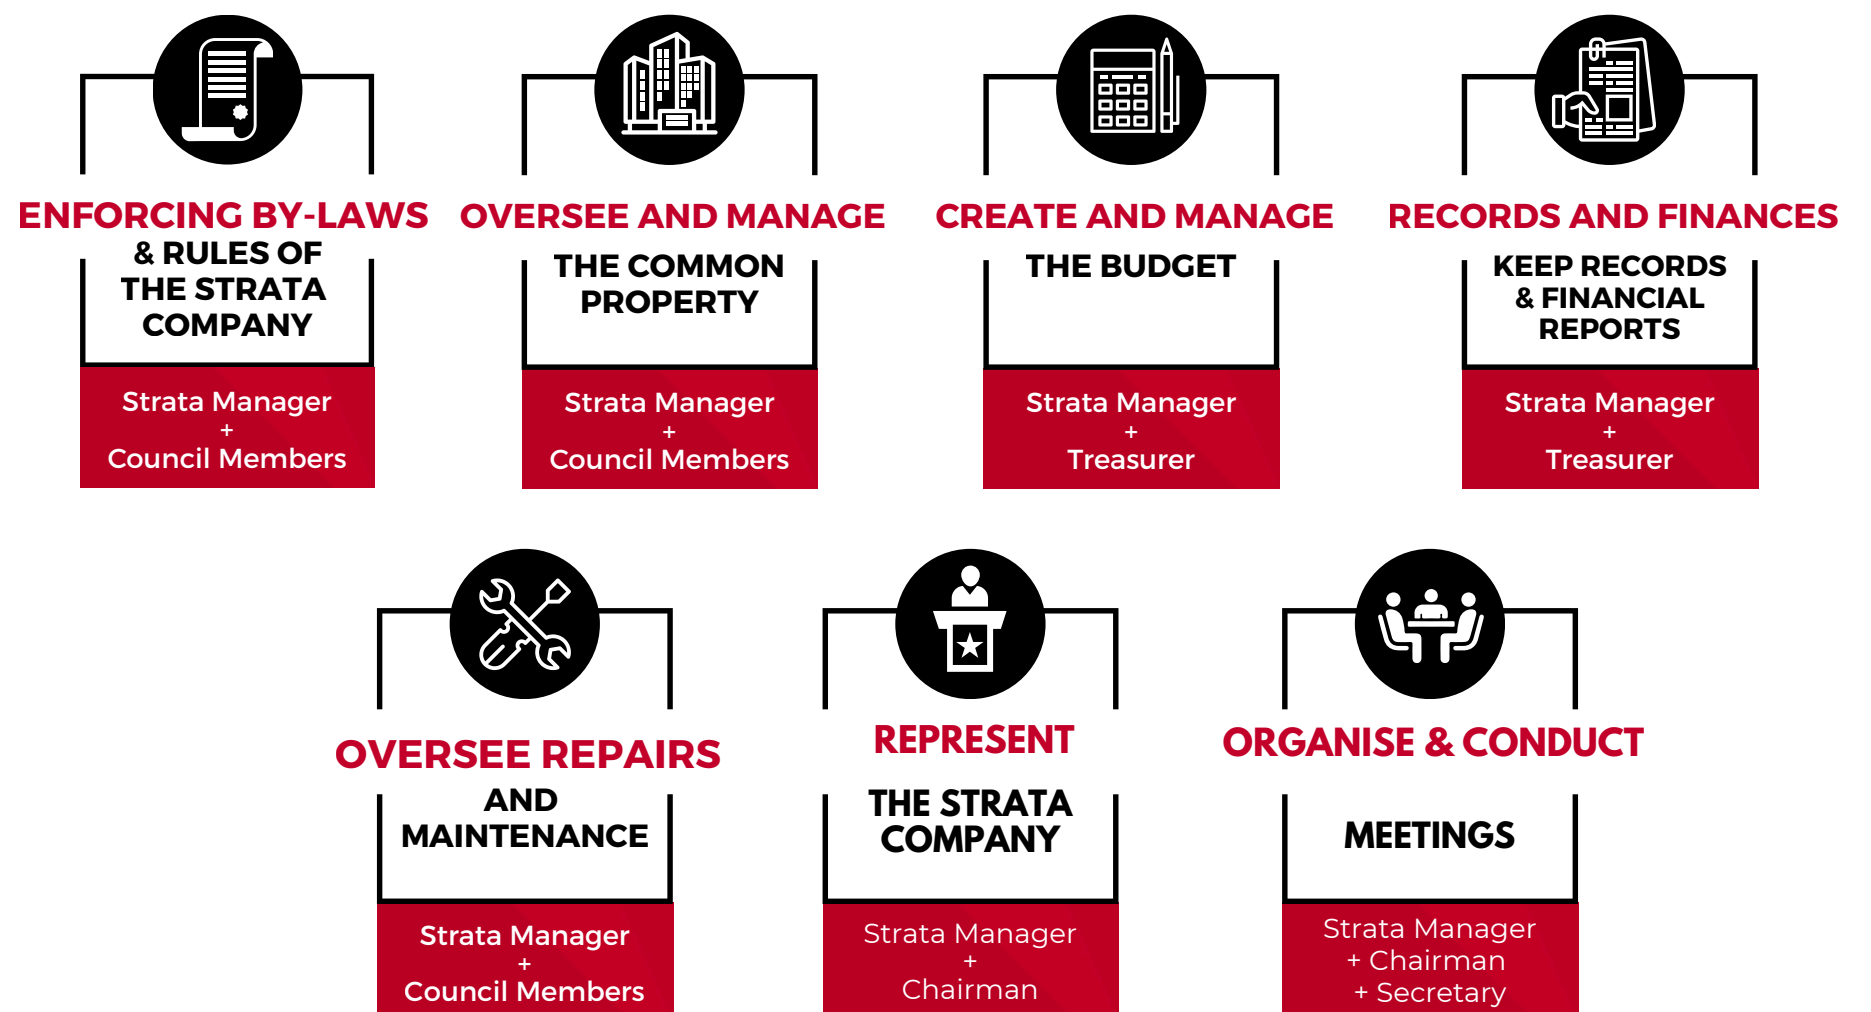 ENFORCING BY-LAWS
& RULES OF
THE STRATA
COMPANY
Strata Manager
+
Council Members
OVERSEE AND MANAGE
THE COMMON
PROPERTY
Strata Manager
+
Council Members
CREATE AND MANAGE
THE BUDGET
Strata Manager
+
Treasurer
RECORDS AND FINANCES
KEEP RECORDS
& FINANCIAL
REPORTS
Strata Manager
+
Treasurer
OVERSEE REPAIRS
AND
MAINTENANCE
Strata Manager
+
Council Members
REPRESENT
THE STRATA
COMPANY
Strata Manager
+
Chairman
ORGANISE & CONDUCT
MEETINGS
Strata Manager
+ Chairman
+ Secretary